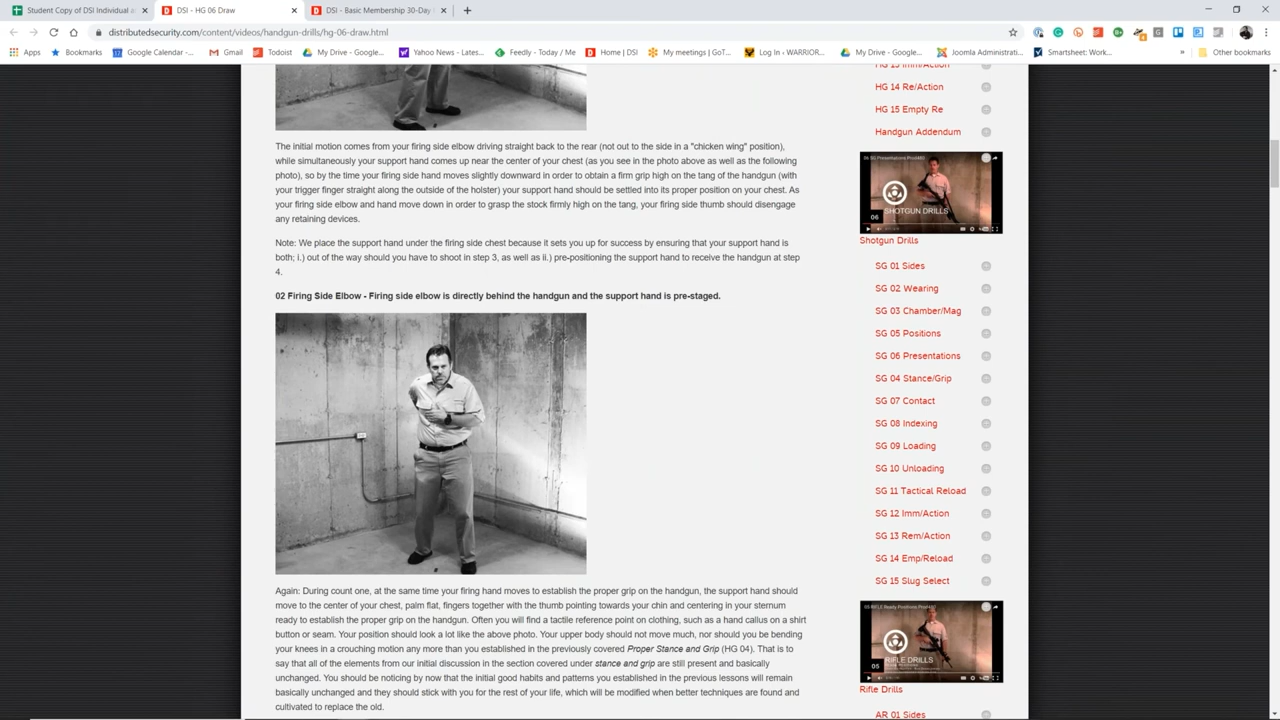 Student Copy of DSI Individual a
DSI - HG 06 Draw
DSI - Basic Membership 30-Day
distributedsecurity.com/content/videos/handgun-drills/hg-06-draw.html
Apps
Bookmarks
Google Calendar -...
Gmail
Todoist
My Drive - Google...
Yahoo News - Lates...
Feedly - Today / Me
Home | DSI
My meetings | GoT...
Log In - WARRIOR...
My Drive - Google...
Joomla Administrati...
Smartsheet: Work...
»
Other bookmarks
The initial motion comes from your firing side elbow driving straight back to the rear (not out to the side in a "chicken wing" position),
while simultaneously your support hand comes up near the center of your chest (as you see in the photo above as well as the following
photo), so by the time your firing side hand moves slightly downward in order to obtain a firm grip high on the tang of the handgun (with
your trigger finger straight along the outside of the holster) your support hand should be settled into its proper position on your chest. As
your firing side elbow and hand move down in order to grasp the stock firmly high on the tang, your firing side thumb should disengage
any retaining devices.
Note: We place the support hand under the firing side chest because it sets you up for success by ensuring that your support hand is
both; i.) out of the way should you have to shoot in step 3, as well as ii.) pre-positioning the support hand to receive the handgun at step
4.
02 Firing Side Elbow - Firing side elbow is directly behind the handgun and the support hand is pre-staged.
Again: During count one, at the same time your firing hand moves to establish the proper grip on the handgun, the support hand should
move to the center of your chest, palm flat, fingers together with the thumb pointing towards your chin and centering in your sternum
ready to establish the proper grip on the handgun. Often you will find a tactile reference point on clothing, such as a hand callus on a shirt
button or seam. Your position should look a lot like the above photo. Your upper body should not move much, nor should you be bending
your knees in a crouching motion any more than you established in the previously covered Proper Stance and Grip (HG 04). That is to
say that all of the elements from our initial discussion in the section covered under stance and grip are still present and basically
unchanged. You should be noticing by now that the more good habits and patterns you established in the previous lessons will remain
basically unchanged and they should stick with you for the rest of your life, which will be modified when better techniques are found and
cultivated to replace the old.
HG 13 Imm/Action
HG 14 Re/Action
HG 15 Empty Re
Handgun Addendum
06 SG Presentations Pool480
SHOTGUN DRILLS
06
Shotgun Drills
SG 01 Sides
SG 02 Wearing
SG 03 Chamber/Mag
SG 05 Positions
SG 06 Presentations
SG 04 Stance/Grip
SG 07 Contact
SG 08 Indexing
SG 09 Loading
SG 10 Unloading
SG 11 Tactical Reload
SG 12 Imm/Action
SG 13 Rem/Action
SG 14 Emp/Reload
SG 15 Slug Select
05 RIFLE Ready Positions Pool480
RIFLE DRILLS
05
Rifle Drills
AR 01 Sides